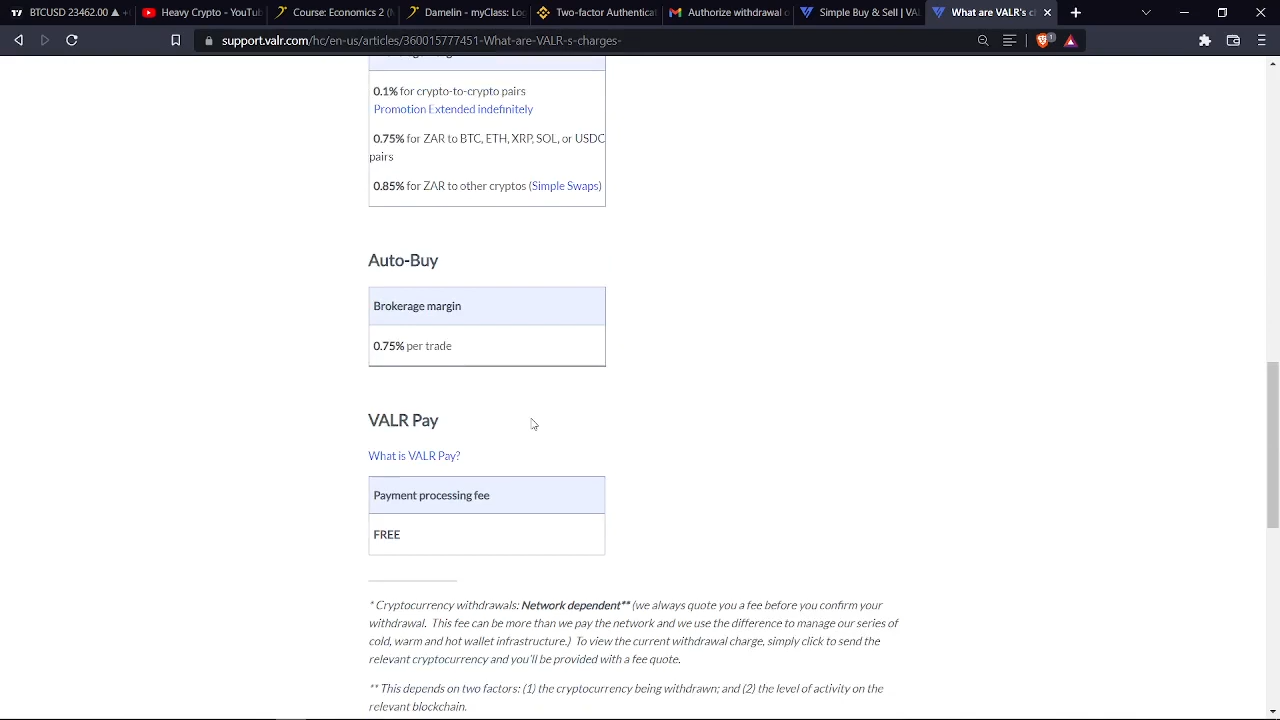 BTCUSD 23462.00
Heavy Crypto - YouTub
Course: Economics 2 (M
Damelin - myClass: Log
Two-factor Authenticat
Authorize withdrawal o
Simple Buy & Sell | VAL
What are VALR's c
support.valr.com/hc/en-us/articles/360015777451-What-are-VALR-s-charges-
1
0.1% for crypto-to-crypto pairs
Promotion Extended indefinitely
0.75% for ZAR to BTC, ETH, XRP, SOL, or USDC
pairs
0.85% for ZAR to other cryptos (Simple Swaps)
Auto-Buy
Brokerage margin
0.75% per trade
VALR Pay
What is VALR Pay?
Payment processing fee
FREE
* Cryptocurrency withdrawals: Network dependent** (we always quote you a fee before you confirm your
withdrawal. This fee can be more than we pay the network and we use the difference to manage our series of
cold, warm and hot wallet infrastructure.) To view the current withdrawal charge, simply click to send the
relevant cryptocurrency and you'll be provided with a fee quote.
** This depends on two factors: (1) the cryptocurrency being withdrawn; and (2) the level of activity on the
relevant blockchain.